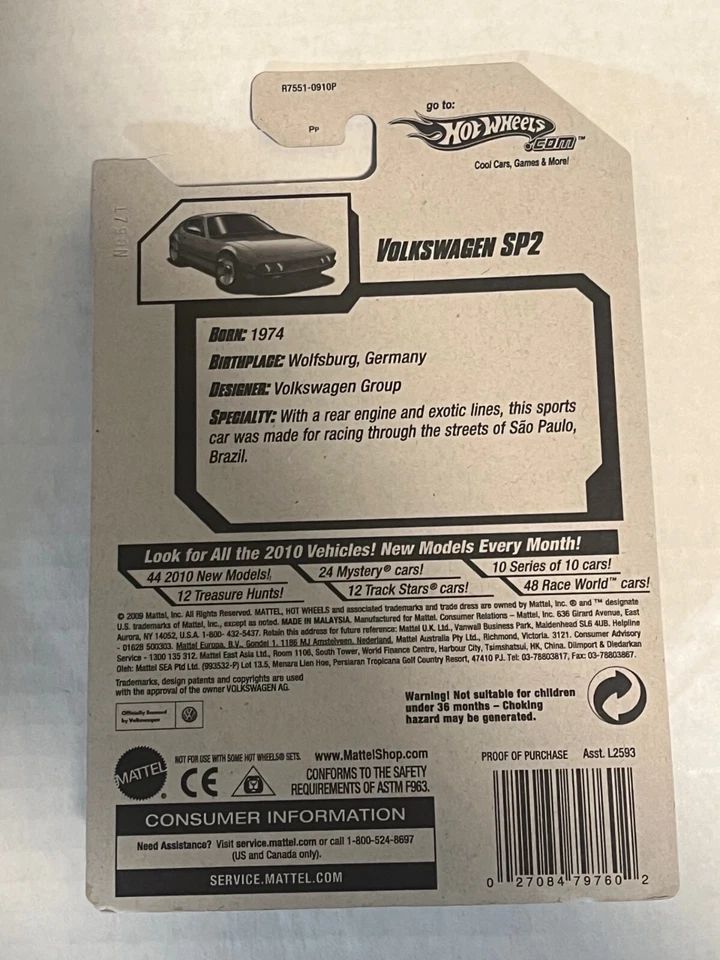 R7551-0910P
Pp
go to:
HOT WHEELS
.COM™
Cool Cars, Games & More!
VOLKSWAGEN SP2
BORN: 1974
BIRTHPLACE: Wolfsburg, Germany
DESIGNER: Volkswagen Group
SPECIALTY: With a rear engine and exotic lines, this sports
car was made for racing through the streets of São Paulo,
Brazil.
Look for All the 2010 Vehicles! New Models Every Month!
44 2010 New Models! 24 Mystery® cars! 10 Series of 10 cars!
12 Treasure Hunts! 12 Track Stars® cars! 48 Race World™ cars!
© 2009 Mattel, Inc. All Rights Reserved. MATTEL, HOT WHEELS and associated trademarks and trade dress are owned by Mattel, Inc. ® and ™ designate
U.S. trademarks of Mattel, Inc., except as noted. MADE IN MALAYSIA. Manufactured for Mattel. Consumer Relations – Mattel, Inc. 636 Girard Avenue, East
Aurora, NY 14052, U.S.A. 1-800- 432-5437. Retain this address for future reference: Mattel U.K. Ltd., Vanwall Business Park, Maidenhead SL6 4UB. Helpline
- 01628 500303. Mattel Europa, B.V., Gondel 1, 1186 MJ Amstelveen, Nederland. Mattel Australia Pty Ltd., Richmond, Victoria. 3121. Consumer Advisory
Service - 1300 135 312. Mattel East Asia Ltd., Room 1106, South Tower, World Finance Centre, Harbour City, Tsimshatsui, HK, China. Diimport & Diedarkan
Oleh: Mattel SEA Ptd Ltd. (993532-P) Lot 13.5, Menara Lien Hoe, Persiaran Tropicana Golf Country Resort, 47410 PJ. Tel: 03-78803817, Fax: 03-78803867.
Trademarks, design patents and copyrights are used
with the approval of the owner VOLKSWAGEN AG.
Officially licensed
by Volkswagen
Warning! Not suitable for children
under 36 months – Choking
hazard may be generated.
MATTEL
NOT FOR USE WITH SOME HOT WHEELS® SETS.
CE
www.MattelShop.com
CONFORMS TO THE SAFETY
REQUIREMENTS OF ASTM F963.
PROOF OF PURCHASE Asst. L2593
CONSUMER INFORMATION
Need Assistance? Visit service.mattel.com or call 1-800-524-8697
(US and Canada only).
SERVICE.MATTEL.COM
0 27084 79760 2